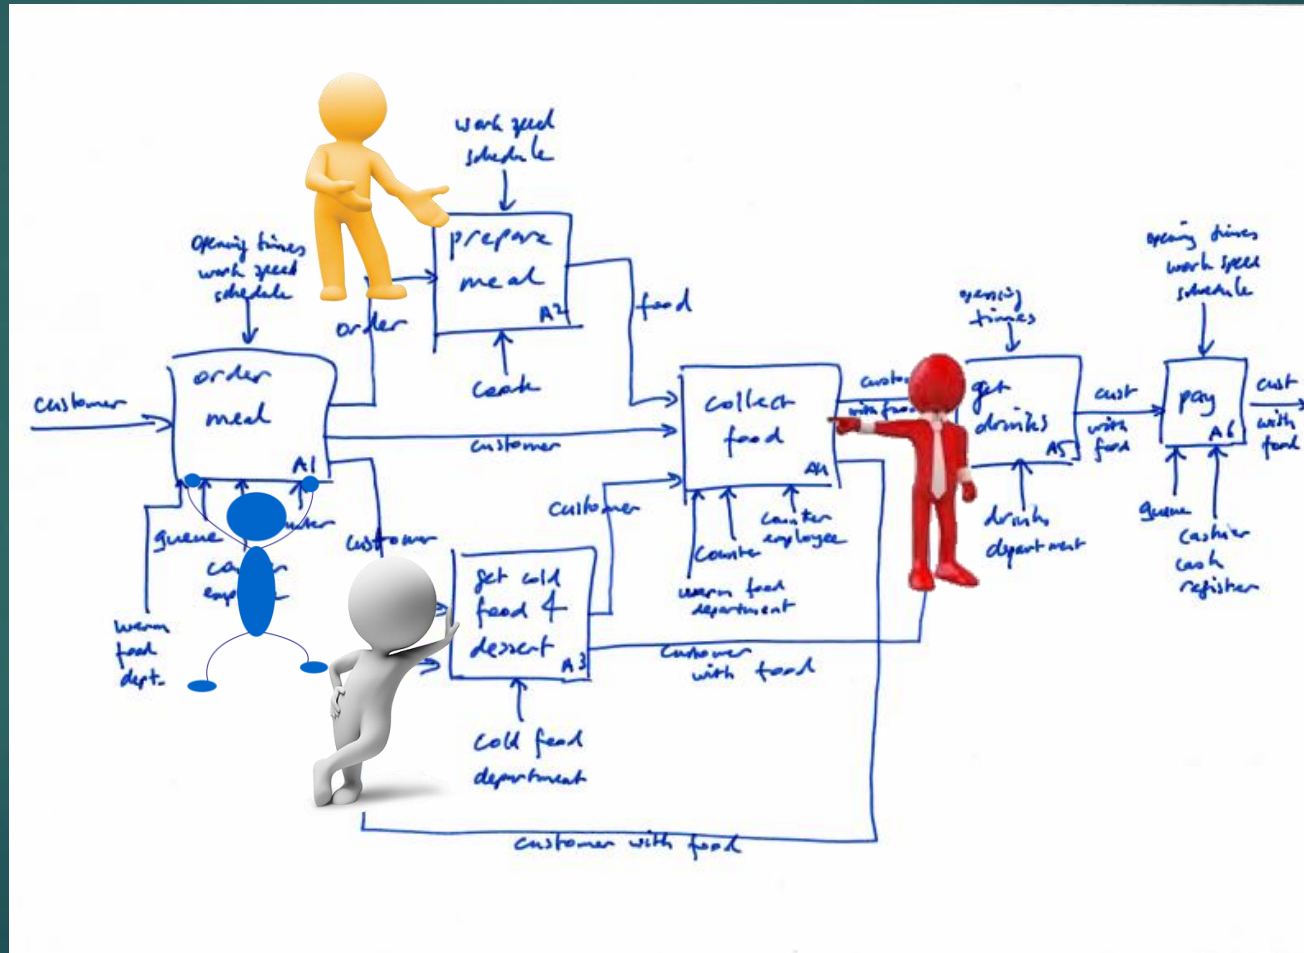 work speed
schedule
prepare
meal
A2
opening times
work speed
schedule
order
food
cook
opening times
work speed
schedule
opening
times
customer
order
meal
A1
customer
collect
food
A4
with food
get
drinks
A5
cust
with
food
pay
A6
cust
with
food
queue
customer
customer
counter
counter
employee
warm food
department
drinks
department
queue
cashier
cash
register
warm
food
dept.
get cold
food &
dessert
A3
customer
with food
cold food
department
customer with food